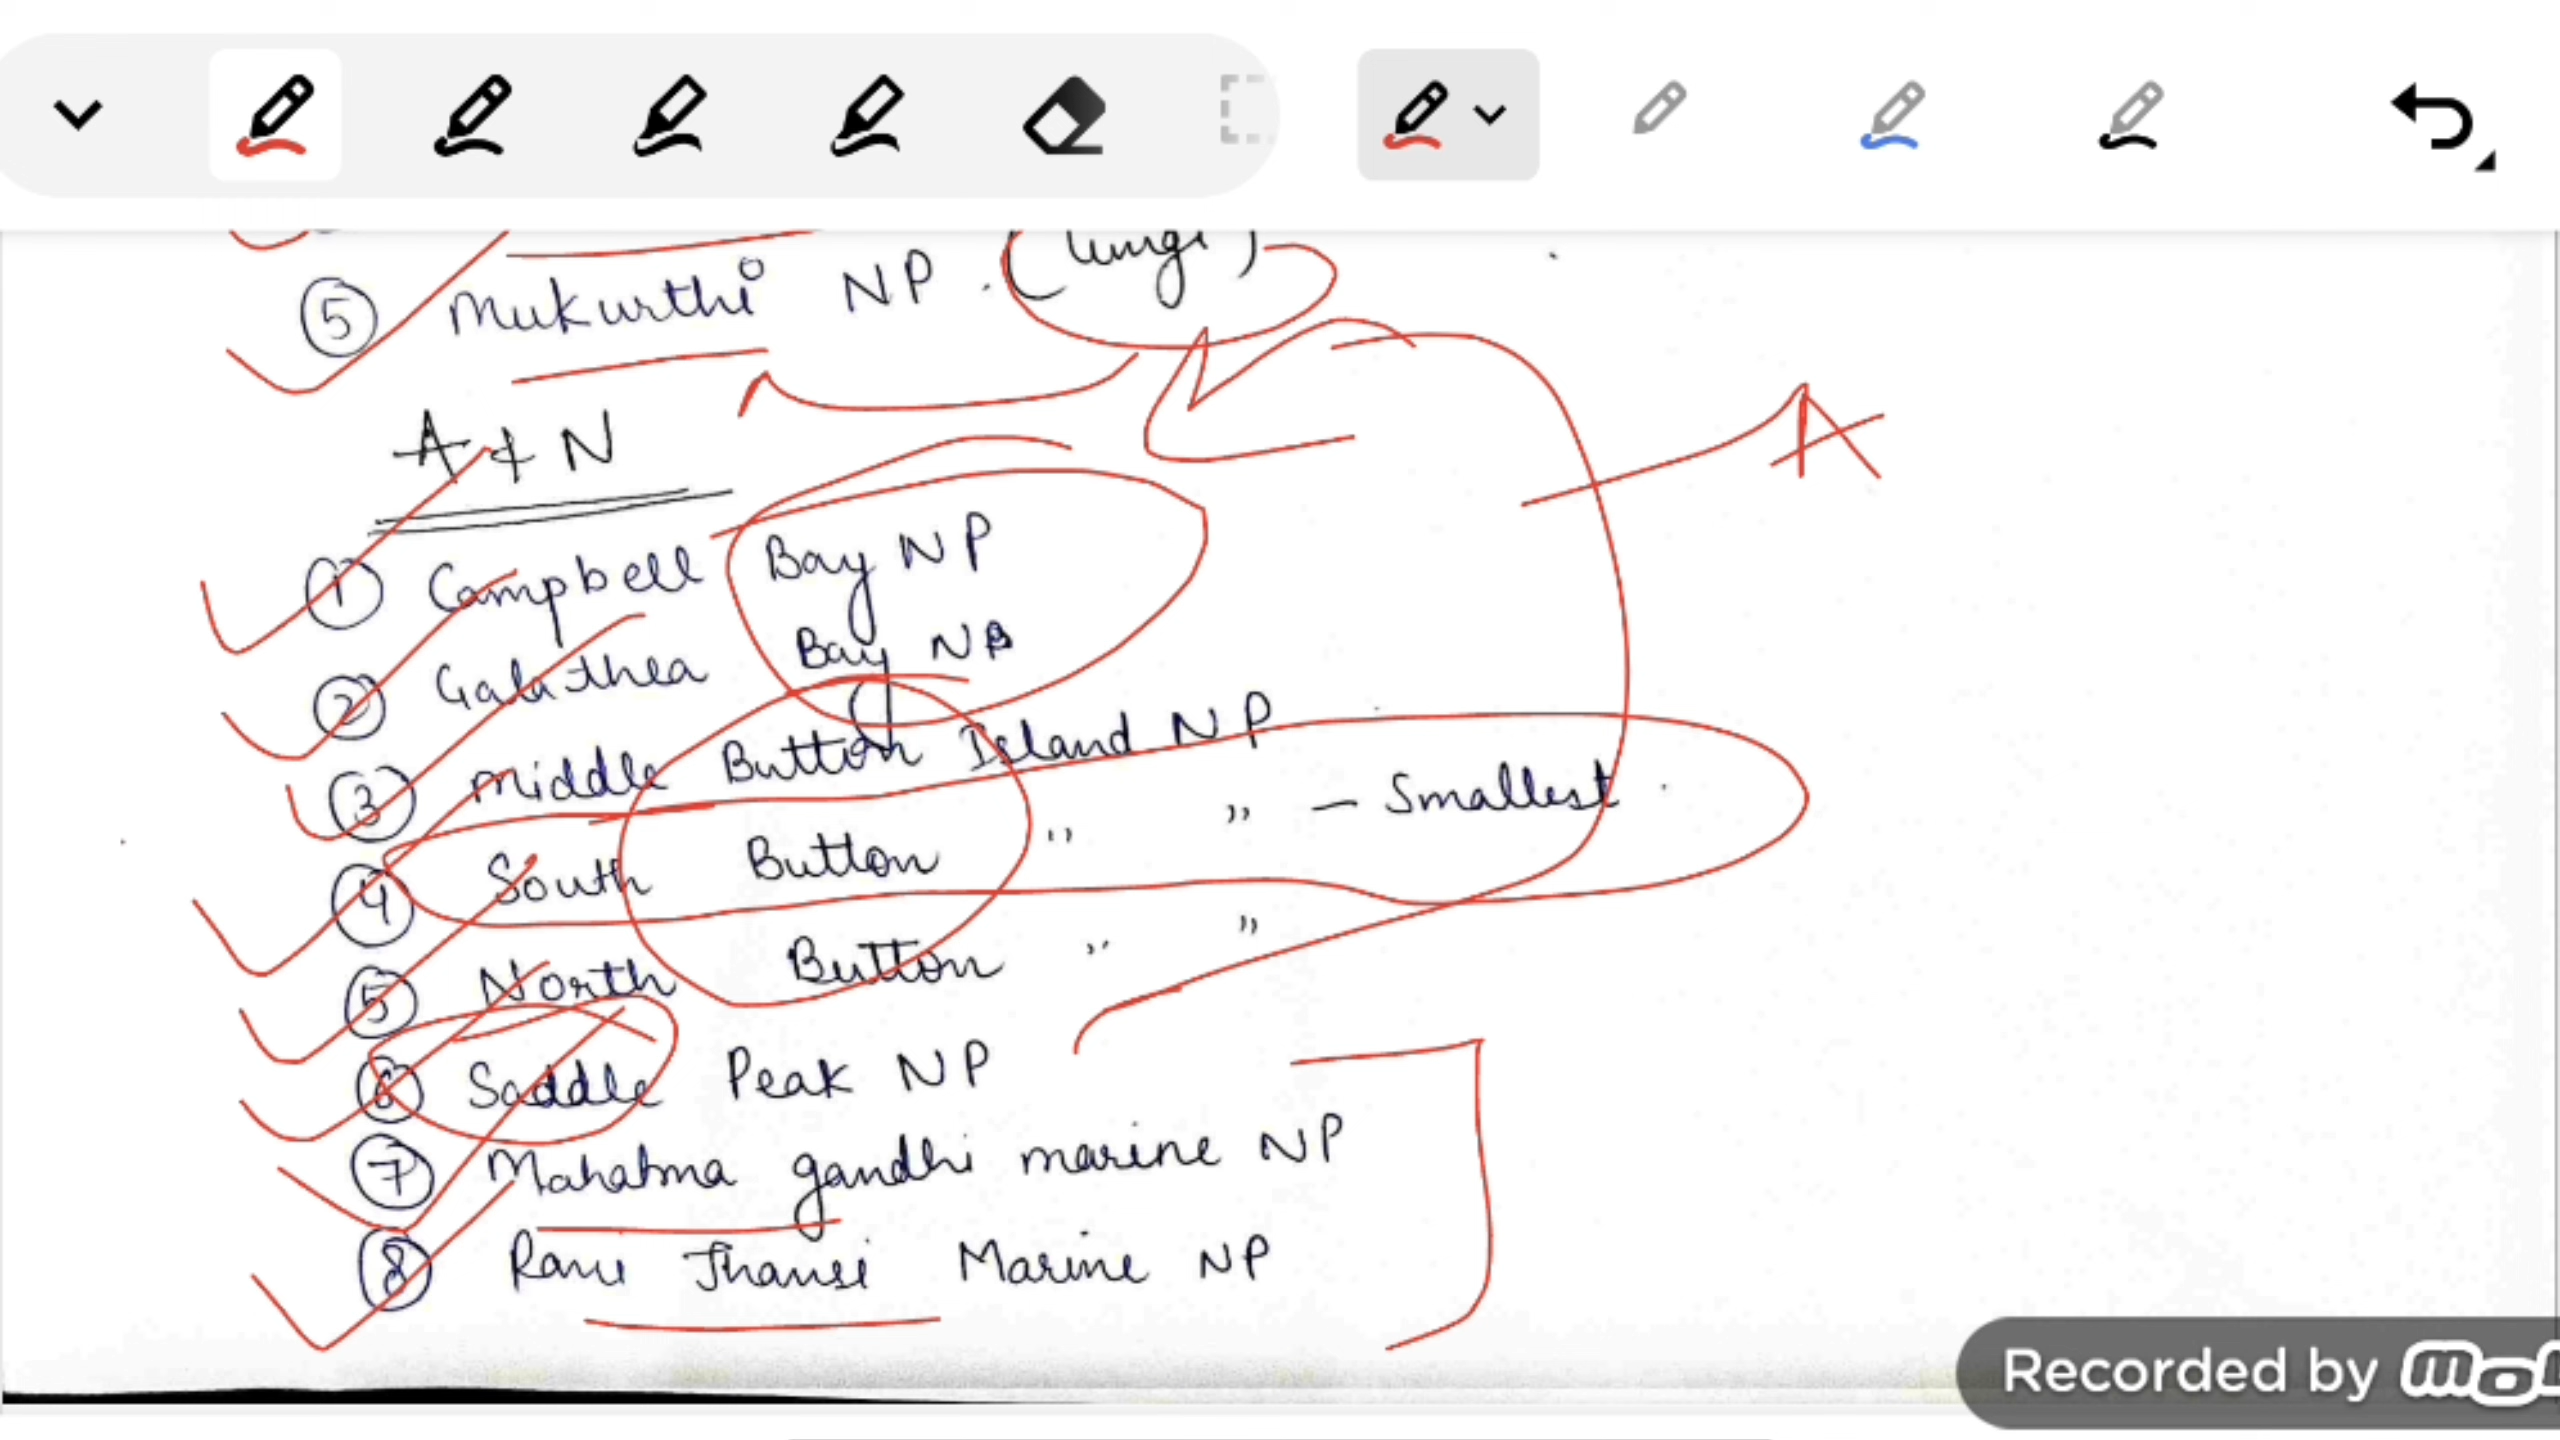 ⑤ Mukurthi NP. (lungi)
A & N
① Campbell Bay NP
② Galathea Bay NP
③ Middle Button Island NP
④ South Button " " - Smallest.
⑤ North Button " "
⑥ Saddle Peak NP
⑦ Mahatma gandhi marine NP
⑧ Rani Jhansi Marine NP
A
Recorded by